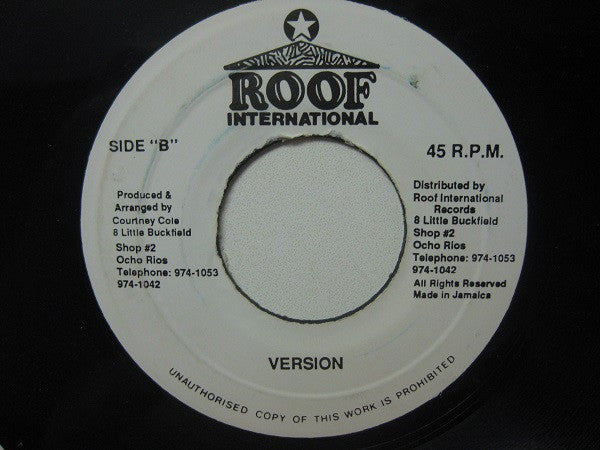 ROOF
INTERNATIONAL
SIDE "B"
45 R.P.M.
Produced &
Arranged by
Courtney Cole
8 Little Buckfield
Shop #2
Ocho Rios
Telephone: 974-1053
974-1042
Distributed by
Roof International
Records
8 Little Buckfield
Shop #2
Ocho Rios
Telephone: 974-1053
974-1042
All Rights Reserved
Made in Jamaica
VERSION
UNAUTHORISED COPY OF THIS WORK IS PROHIBITED